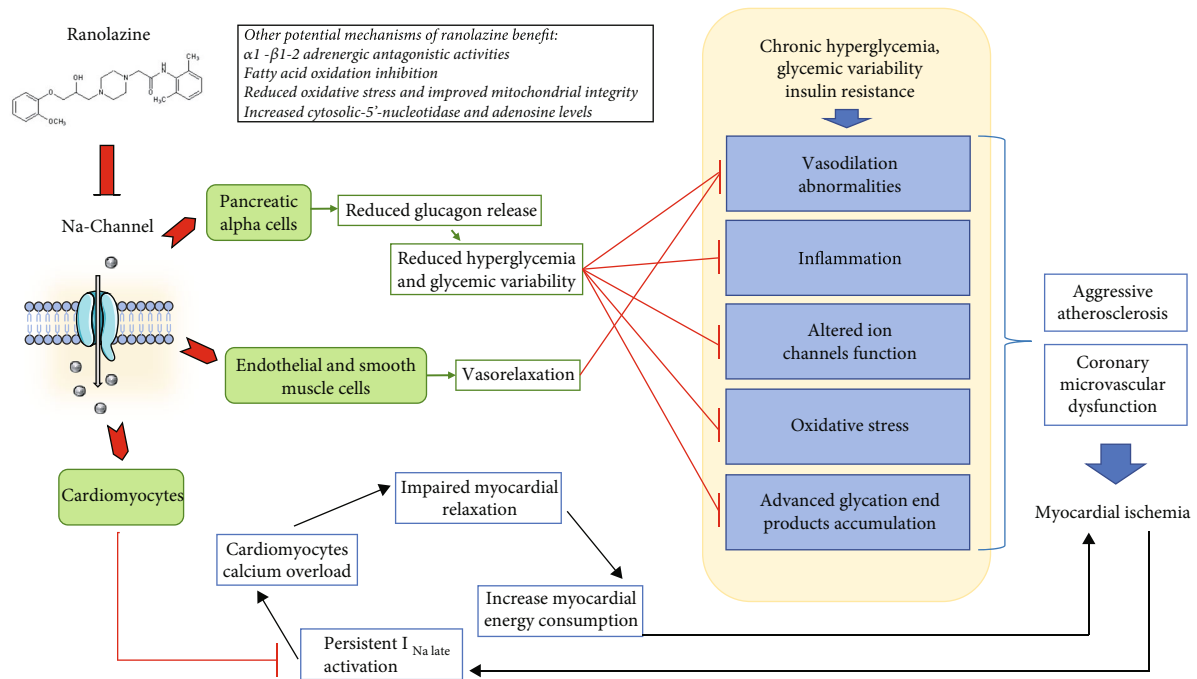 Ranolazine
OH
CH₃
H
N
N
O
O
N
CH₃
OCH₃
Other potential mechanisms of ranolazine benefit:
α1 -β1-2 adrenergic antagonistic activities
Fatty acid oxidation inhibition
Reduced oxidative stress and improved mitochondrial integrity
Increased cytosolic-5'-nucleotidase and adenosine levels
Chronic hyperglycemia,
glycemic variability
insulin resistance
Na-Channel
Pancreatic
alpha cells
Reduced glucagon release
Reduced hyperglycemia
and glycemic variability
Endothelial and smooth
muscle cells
Vasorelaxation
Vasodilation
abnormalities
Inflammation
Altered ion
channels function
Oxidative stress
Advanced glycation end
products accumulation
Aggressive
atherosclerosis
Coronary
microvascular
dysfunction
Myocardial ischemia
Cardiomyocytes
Impaired myocardial
relaxation
Cardiomyocytes
calcium overload
Increase myocardial
energy consumption
Persistent I Na late
activation